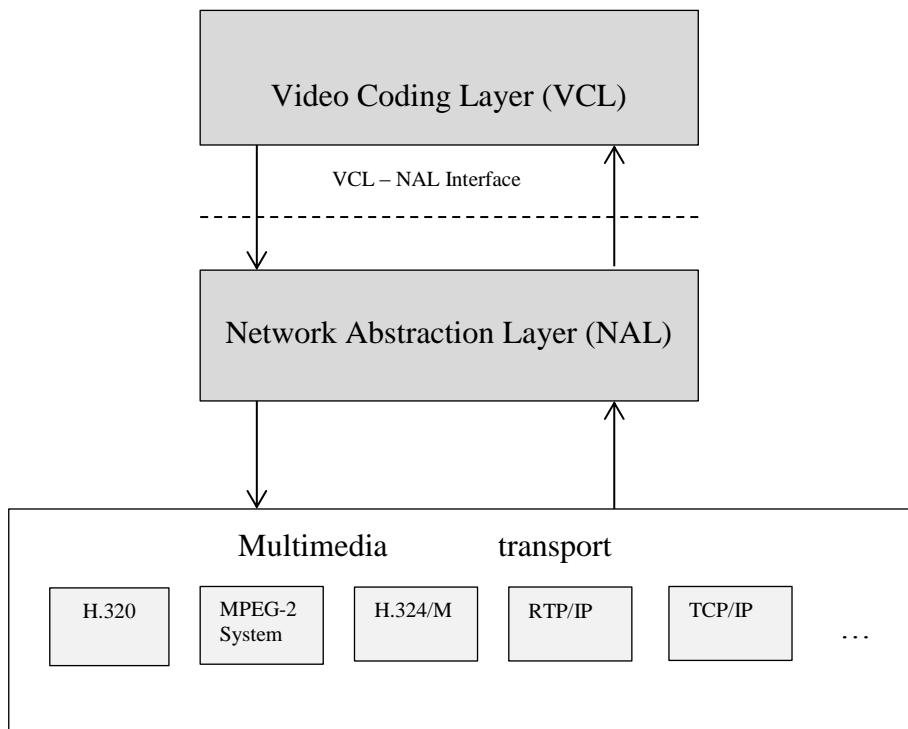 Video Coding Layer (VCL)
VCL – NAL Interface
Network Abstraction Layer (NAL)
Multimedia transport
H.320
MPEG-2
System
H.324/M
RTP/IP
TCP/IP
…